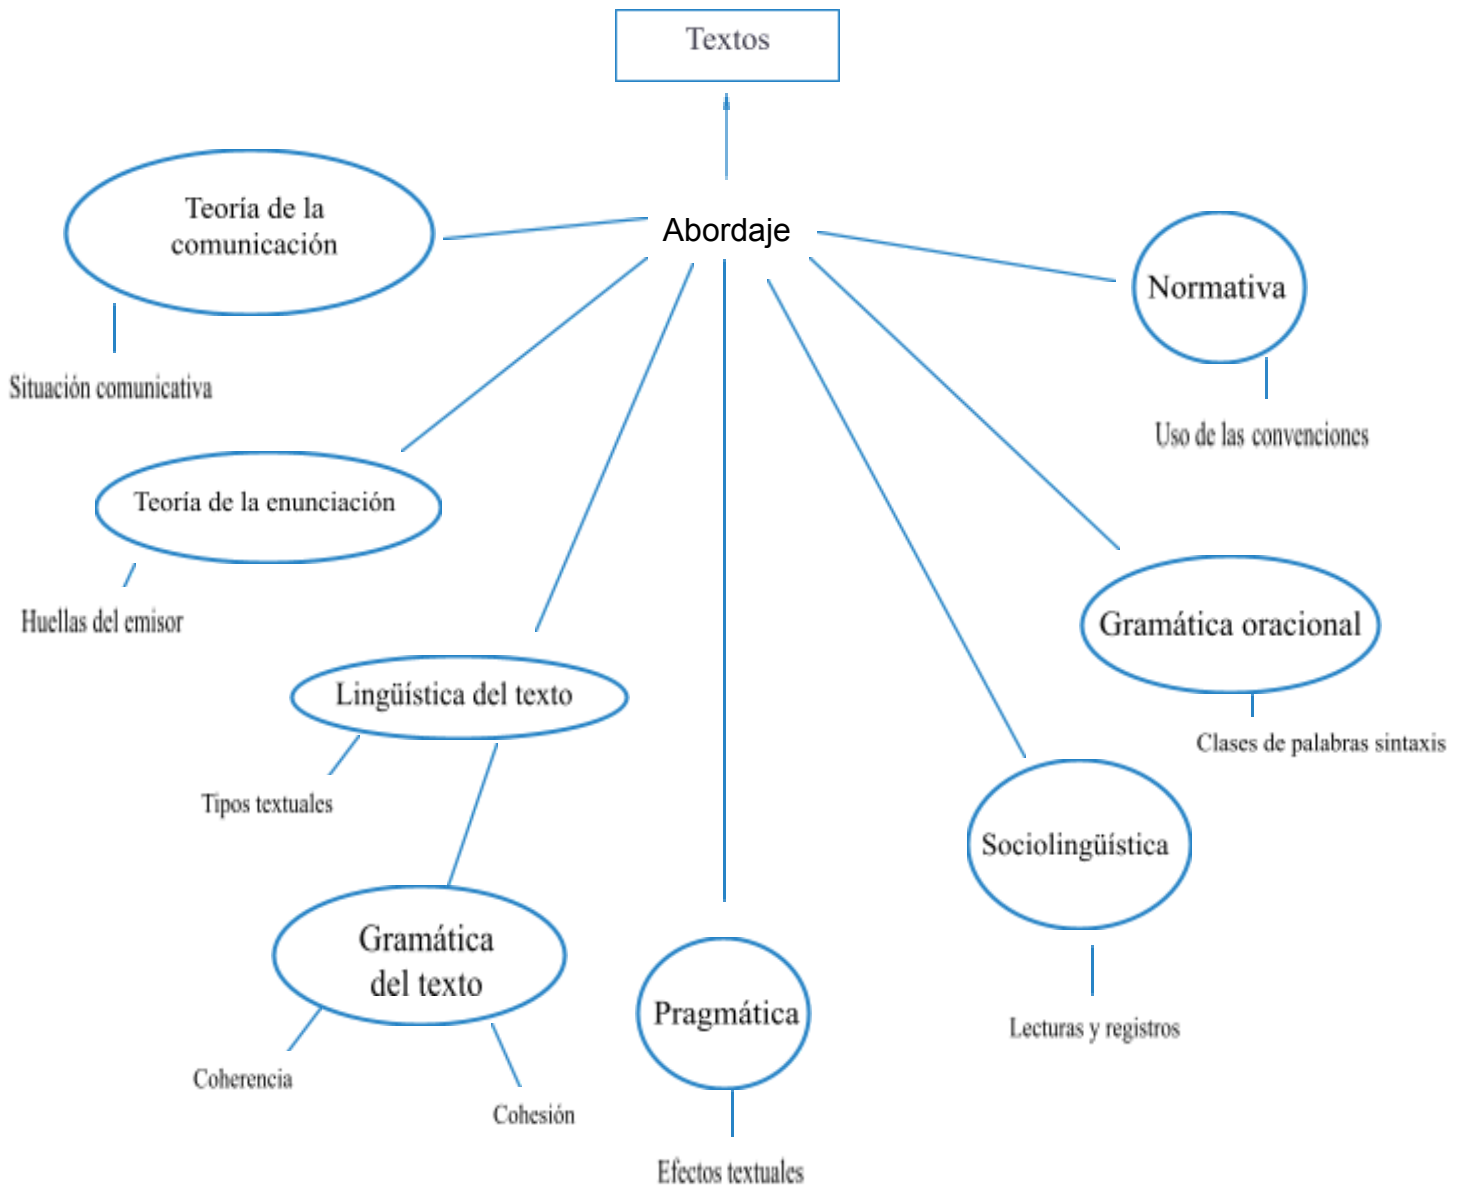 Textos
Abordaje
Teoría de la
comunicación
Situación comunicativa
Normativa
Uso de las convenciones
Teoría de la enunciación
Huellas del emisor
Gramática oracional
Clases de palabras sintaxis
Lingüística del texto
Tipos textuales
Sociolingüística
Lecturas y registros
Gramática
del texto
Coherencia
Cohesión
Pragmática
Efectos textuales